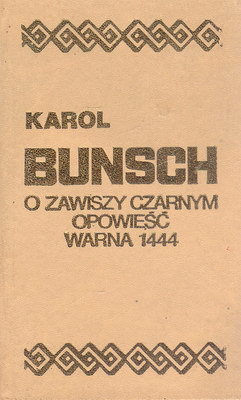 KAROL
BUNSCH
O ZAWISZY CZARNYM
OPOWIEŚĆ
WARNA 1444